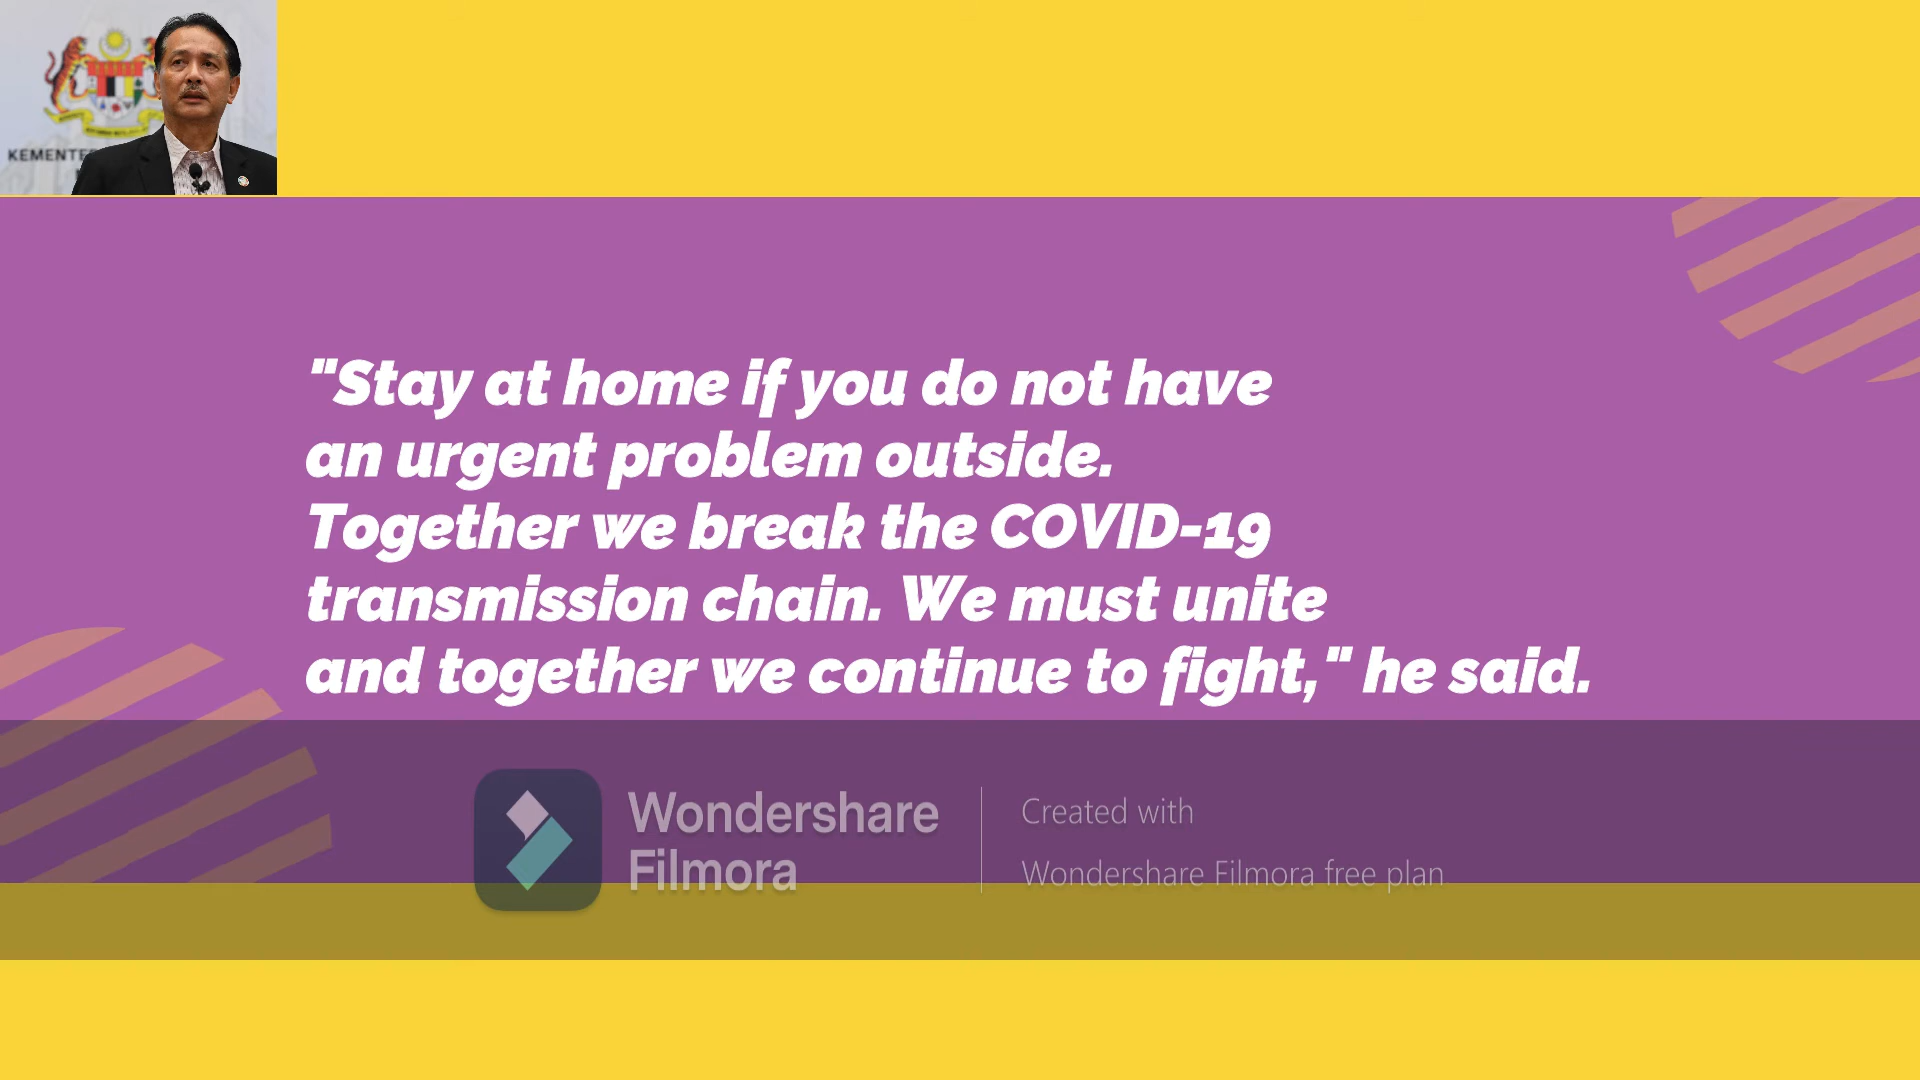 KEMENTE
"Stay at home if you do not have
an urgent problem outside.
Together we break the COVID-19
transmission chain. We must unite
and together we continue to fight," he said.
Wondershare
Filmora
Created with
Wondershare Filmora free plan